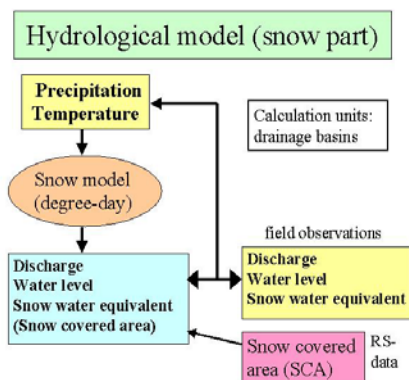 Hydrological model (snow part)
Precipitation
Temperature
Calculation units:
drainage basins
Snow model
(degree-day)
field observations
Discharge
Water level
Snow water equivalent
(Snow covered area)
Discharge
Water level
Snow water equivalent
Snow covered
area (SCA)
RS-
data